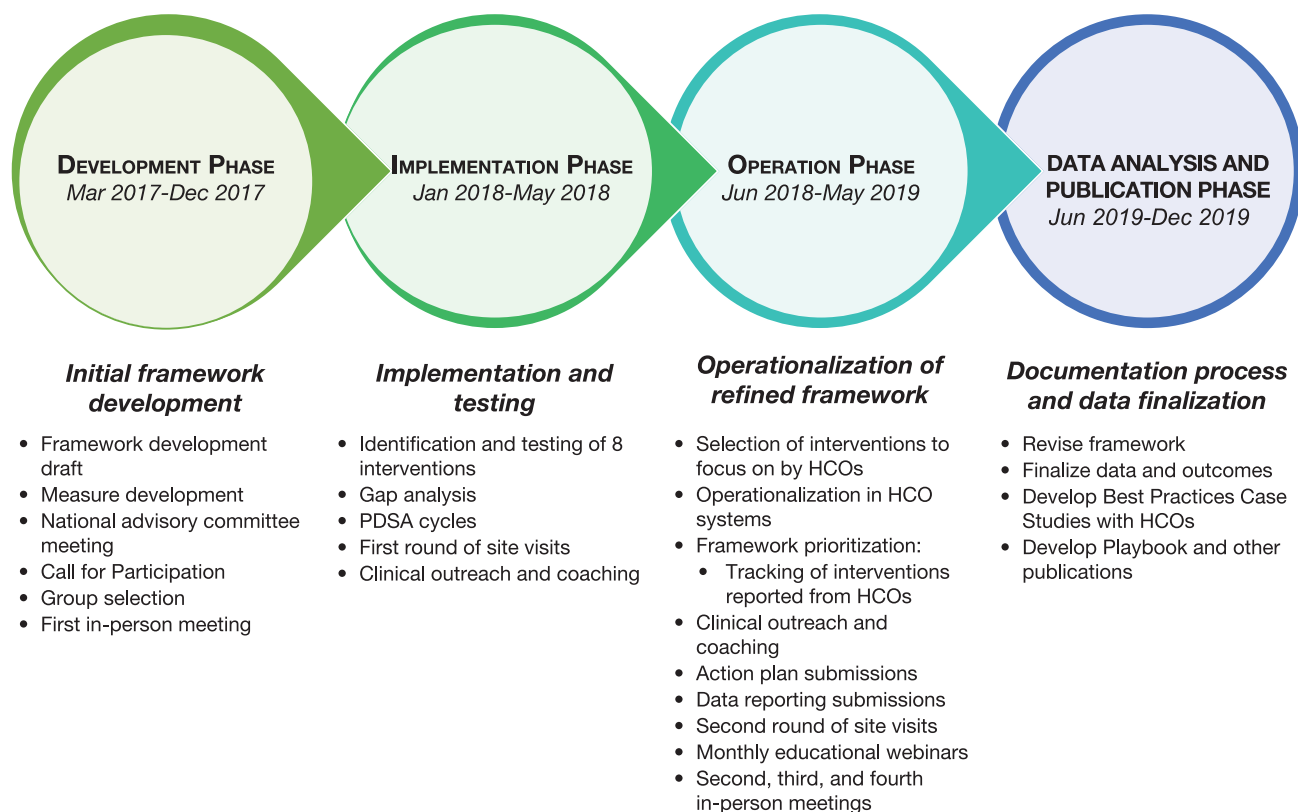 DEVELOPMENT PHASE
Mar 2017-Dec 2017
IMPLEMENTATION PHASE
Jan 2018-May 2018
OPERATION PHASE
Jun 2018-May 2019
DATA ANALYSIS AND
PUBLICATION PHASE
Jun 2019-Dec 2019
Initial framework
development
• Framework development
draft
• Measure development
• National advisory committee
meeting
• Call for Participation
• Group selection
• First in-person meeting
Implementation and
testing
• Identification and testing of 8
interventions
• Gap analysis
• PDSA cycles
• First round of site visits
• Clinical outreach and coaching
Operationalization of
refined framework
• Selection of interventions to
focus on by HCOs
• Operationalization in HCO
systems
• Framework prioritization:
• Tracking of interventions
reported from HCOs
• Clinical outreach and
coaching
• Action plan submissions
• Data reporting submissions
• Second round of site visits
• Monthly educational webinars
• Second, third, and fourth
in-person meetings
Documentation process
and data finalization
• Revise framework
• Finalize data and outcomes
• Develop Best Practices Case
Studies with HCOs
• Develop Playbook and other
publications